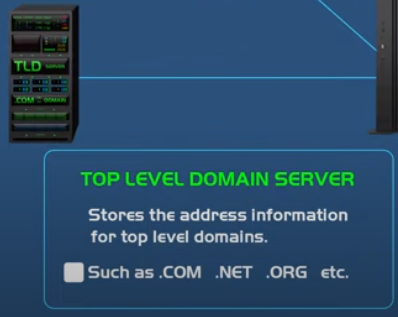 TLD SERVER
.COM DOMAIN
TOP LEVEL DOMAIN SERVER
Stores the address information
for top level domains.
Such as .COM .NET .ORG etc.